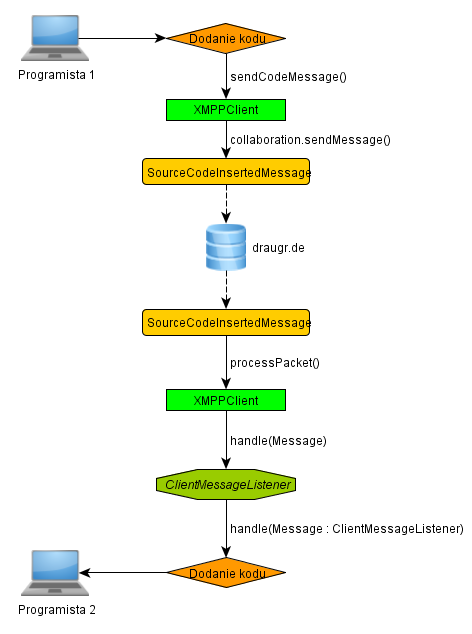 Dodanie kodu
Programista 1
sendCodeMessage()
XMPPClient
collaboration.sendMessage()
SourceCodeInsertedMessage
draugr.de
SourceCodeInsertedMessage
processPacket()
XMPPClient
handle(Message)
ClientMessageListener
handle(Message : ClientMessageListener)
Dodanie kodu
Programista 2